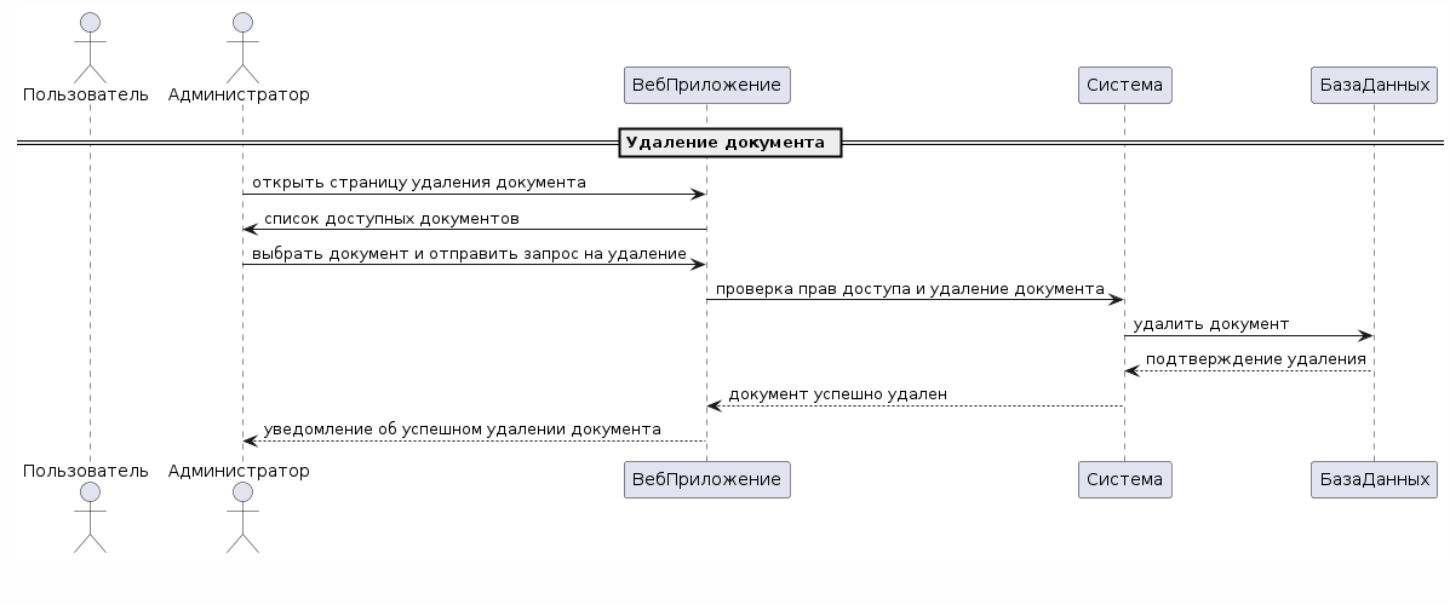 Пользователь
Администратор
ВебПриложение
Система
БазаДанных
Удаление документа
открыть страницу удаления документа
список доступных документов
выбрать документ и отправить запрос на удаление
проверка прав доступа и удаление документа
удалить документ
подтверждение удаления
документ успешно удален
уведомление об успешном удалении документа
Пользователь
Администратор
ВебПриложение
Система
БазаДанных